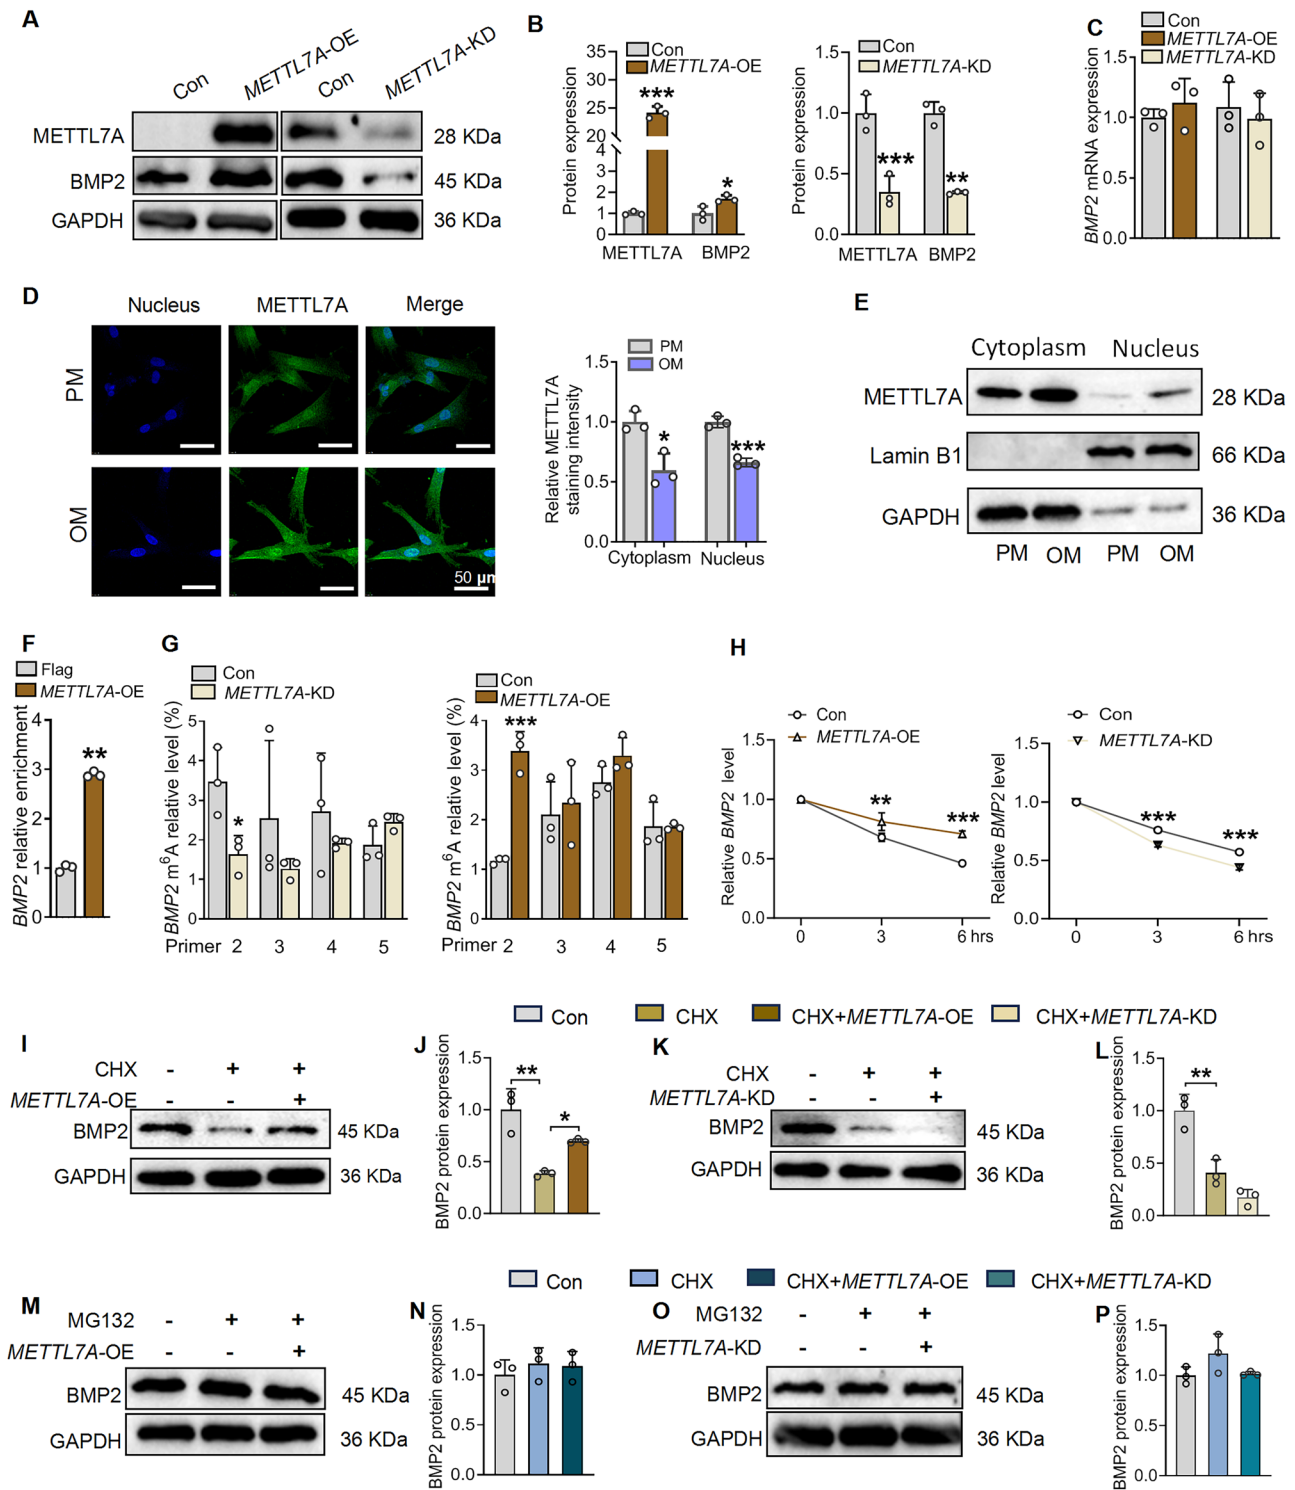 A
Con
METTL7A-OE
Con
METTL7A-KD
METTL7A
28 KDa
BMP2
45 KDa
GAPDH
36 KDa
B
Con
METTL7A-OE
Protein expression
35
30
25
20
4
3
2
1
0
***
*
METTL7A BMP2
Con
METTL7A-KD
Protein expression
1.5
1.0
0.5
0.0
***
**
METTL7A BMP2
C
Con
METTL7A-OE
METTL7A-KD
BMP2 mRNA expression
1.5
1.0
0.5
0.0
D
Nucleus METTL7A Merge
PM
OM
50 μm
PM
OM
Relative METTL7A
staining intensity
1.5
1.0
0.5
0.0
*
***
Cytoplasm Nucleus
E
Cytoplasm Nucleus
METTL7A
28 KDa
Lamin B1
66 KDa
GAPDH
36 KDa
PM OM PM OM
F
Flag
METTL7A-OE
BMP2 relative enrichment
4
3
2
1
0
**
G
Con
METTL7A-KD
BMP2 m6A relative level (%)
5
4
3
2
1
0
*
Primer 2 3 4 5
Con
METTL7A-OE
BMP2 m6A relative level (%)
4
3
2
1
0
***
Primer 2 3 4 5
H
Con
METTL7A-OE
Relative BMP2 level
1.5
1.0
0.5
0.0
**
***
0 3 6 hrs
Con
METTL7A-KD
Relative BMP2 level
1.5
1.0
0.5
0.0
***
***
0 3 6 hrs
Con CHX CHX+METTL7A-OE CHX+METTL7A-KD
I
CHX - + +
METTL7A-OE - - +
BMP2
45 KDa
GAPDH
36 KDa
J
BMP2 protein expression
1.5
1.0
0.5
0.0
**
*
K
CHX - + +
METTL7A-KD - - +
BMP2
45 KDa
GAPDH
36 KDa
L
BMP2 protein expression
1.5
1.0
0.5
0.0
**
Con CHX CHX+METTL7A-OE CHX+METTL7A-KD
M
MG132 - + +
METTL7A-OE - - +
BMP2
45 KDa
GAPDH
36 KDa
N
BMP2 protein expression
1.5
1.0
0.5
0.0
O
MG132 - + +
METTL7A-KD - - +
BMP2
45 KDa
GAPDH
36 KDa
P
BMP2 protein expression
1.5
1.0
0.5
0.0